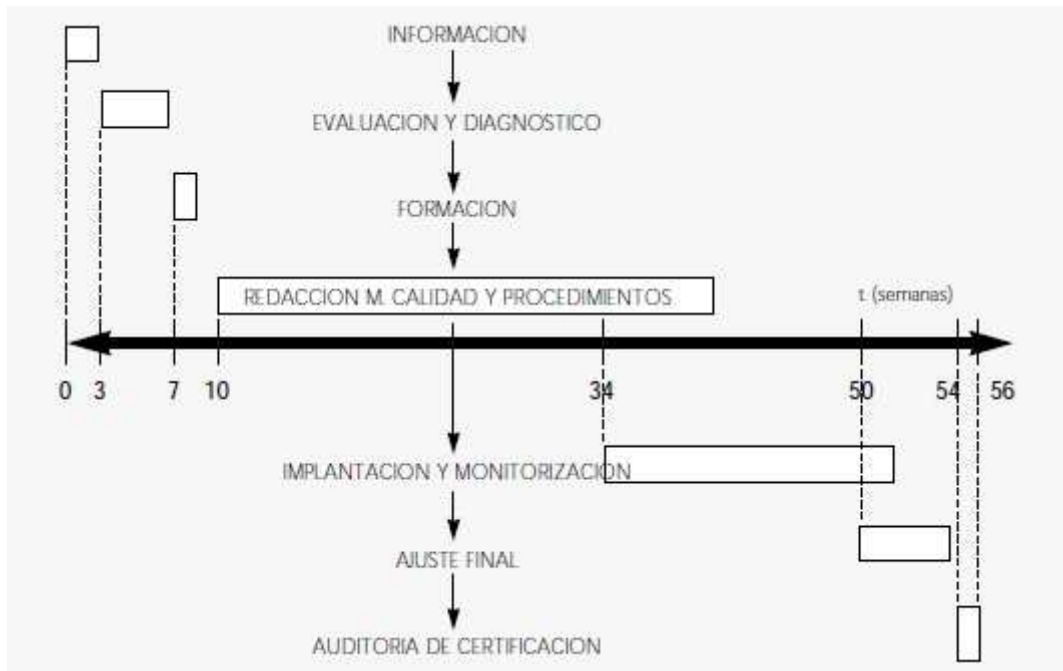 INFORMACION
EVALUACION Y DIAGNOSTICO
FORMACION
REDACCION M. CALIDAD Y PROCEDIMIENTOS
t. (semanas)
0 3 7 10 34 50 54 56
IMPLANTACION Y MONITORIZACION
AJUSTE FINAL
AUDITORIA DE CERTIFICACION